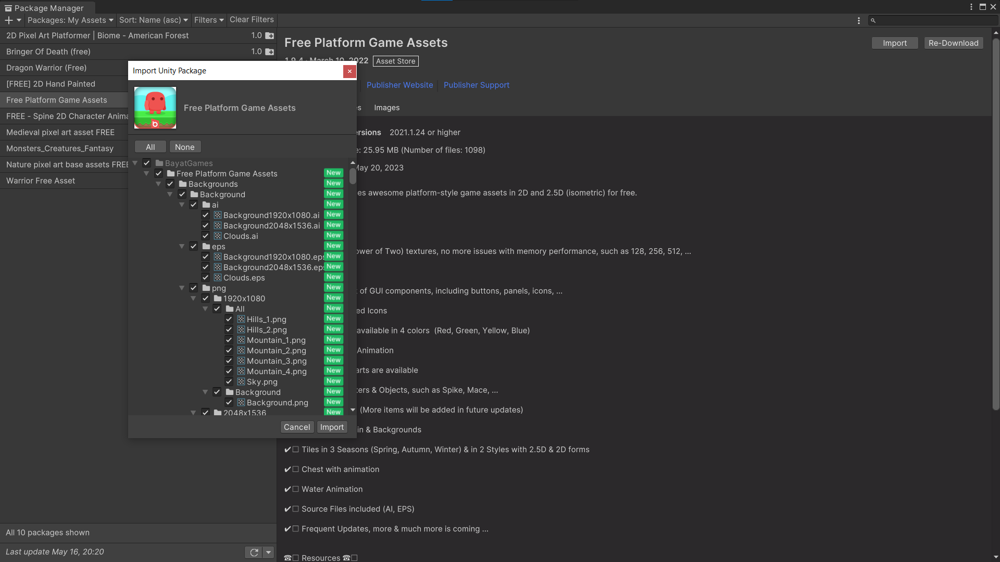 Package Manager
Packages: My Assets
Sort: Name (asc)
Filters
Clear Filters
2D Pixel Art Platformer | Biome - American Forest 1.0
Bringer Of Death (free) 1.0
Dragon Warrior (Free)
[FREE] 2D Hand Painted
Free Platform Game Assets
FREE - Spine 2D Character Anima
Medieval pixel art asset FREE
Monsters_Creatures_Fantasy
Nature pixel art base assets FREE
Warrior Free Asset
All 10 packages shown
Last update May 16, 20:20
Import Unity Package
Free Platform Game Assets
All
None
BayatGames
Free Platform Game Assets New
Backgrounds New
Background New
ai New
Background1920x1080.ai New
Background2048x1536.ai New
Clouds.ai New
eps New
Background1920x1080.eps New
Background2048x1536.eps New
Clouds.eps New
png New
1920x1080 New
All New
Hills_1.png New
Hills_2.png New
Mountain_1.png New
Mountain_2.png New
Mountain_3.png New
Mountain_4.png New
Sky.png New
Background New
Background.png New
2048x1536 New
Cancel
Import
Free Platform Game Assets
Import
Re-Download
1.9.4 - March 10, 2022
Asset Store
Publisher Website
Publisher Support
es
Images
ersions 2021.1.24 or higher
e: 25.95 MB (Number of files: 1098)
May 20, 2023
es awesome platform-style game assets in 2D and 2.5D (isometric) for free.
ower of Two) textures, no more issues with memory performance, such as 128, 256, 512, ...
of GUI components, including buttons, panels, icons, ...
ed Icons
available in 4 colors (Red, Green, Yellow, Blue)
Animation
arts are available
ters & Objects, such as Spike, Mace, ...
(More items will be added in future updates)
in & Backgrounds
✔☐ Tiles in 3 Seasons (Spring, Autumn, Winter) & in 2 Styles with 2.5D & 2D forms
✔☐ Chest with animation
✔☐ Water Animation
✔☐ Source Files included (AI, EPS)
✔☐ Frequent Updates, more & much more is coming ...
☎☐ Resources ☎☐